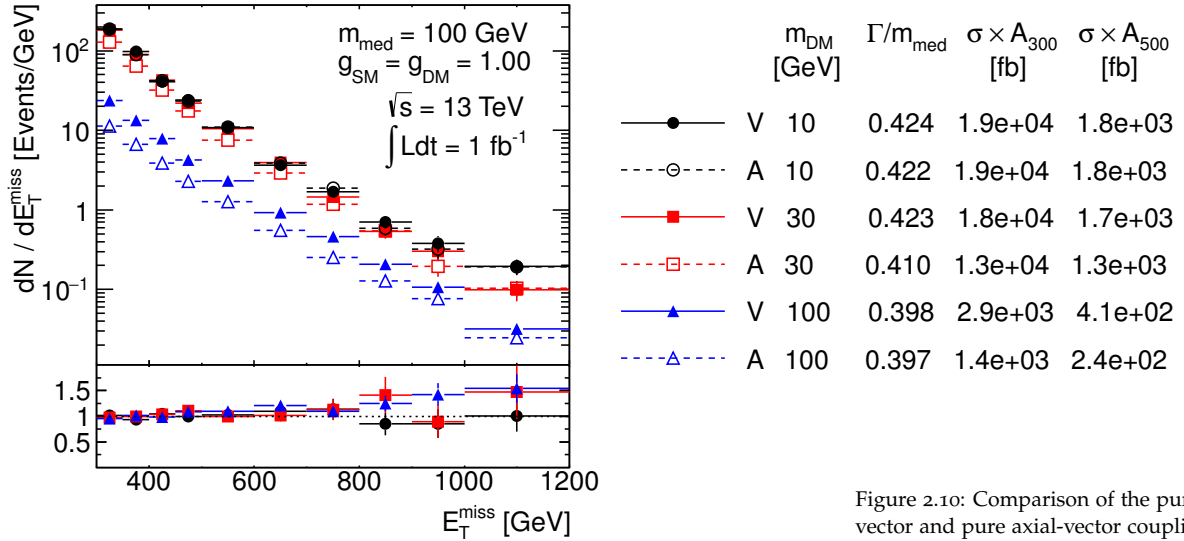 dN / dE_T^miss [Events/GeV]
10²
10
1
10⁻¹
m_med = 100 GeV
g_SM = g_DM = 1.00
√s = 13 TeV
∫ Ldt = 1 fb⁻¹
1.5
1
0.5
400 600 800 1000 1200
E_T^miss [GeV]
m_DM Γ/m_med σ × A_300 σ × A_500
[GeV] [fb] [fb]
V 10 0.424 1.9e+04 1.8e+03
A 10 0.422 1.9e+04 1.8e+03
V 30 0.423 1.8e+04 1.7e+03
A 30 0.410 1.3e+04 1.3e+03
V 100 0.398 2.9e+03 4.1e+02
A 100 0.397 1.4e+03 2.4e+02
Figure 2.10: Comparison of the pur
vector and pure axial-vector coupli